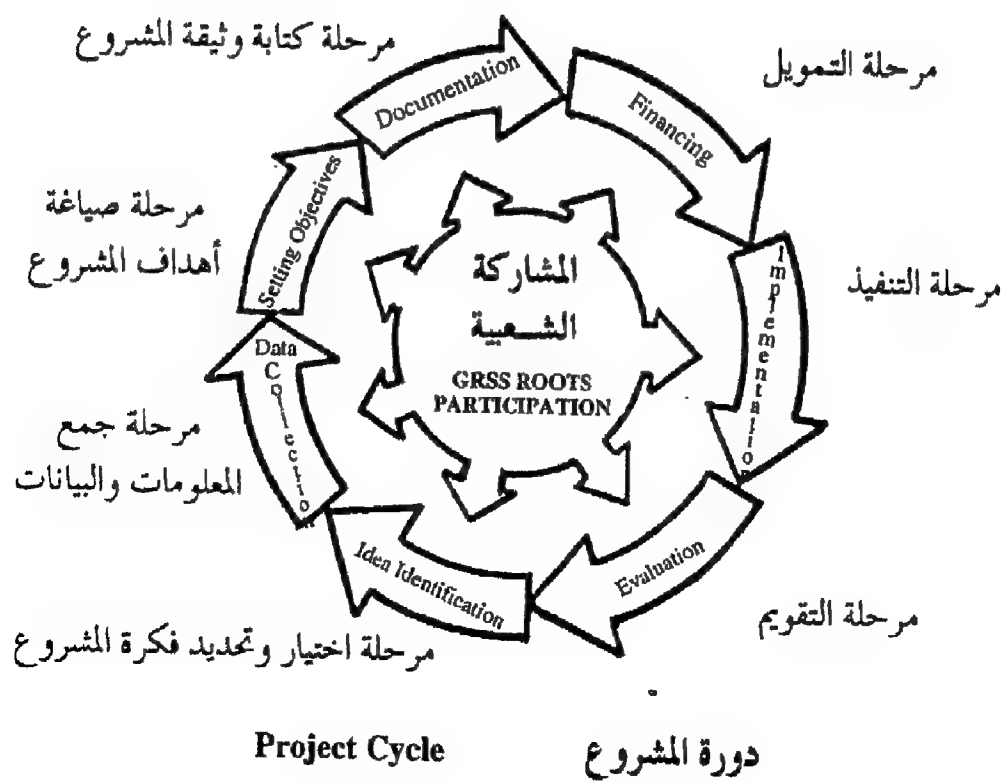 مرحلة كتابة وثيقة المشروع
Documentation
Financing
مرحلة التمويل
Setting Objectives
مرحلة صياغة
أهداف المشروع
Implementation
مرحلة التنفيذ
المشاركة
الشعبية
GRSS ROOTS
PARTICIPATION
Data
Collection
مرحلة جمع
المعلومات والبيانات
Idea Identification
Evaluation
مرحلة التقويم
مرحلة اختيار وتحديد فكرة المشروع
Project Cycle
دورة المشروع